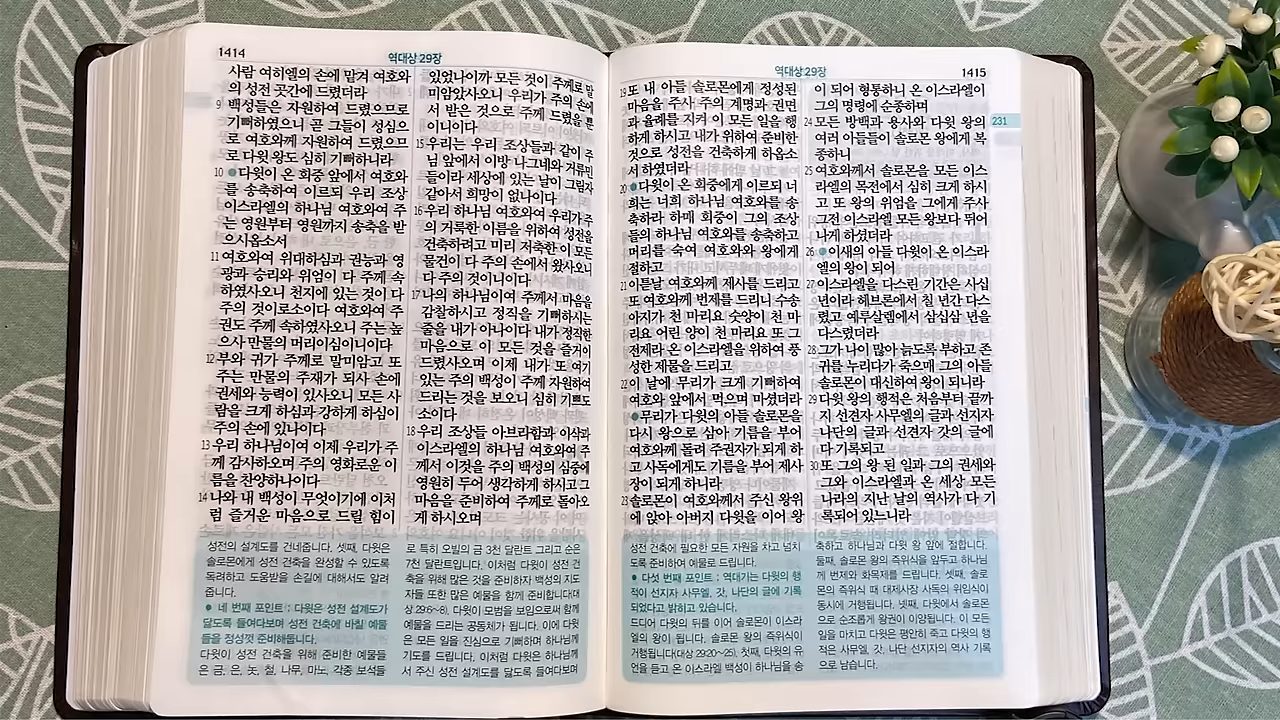 1414
역대상 29장
사람 여히엘의 손에 맡겨 여호와
의 성전 곳간에 드렸더라
9 백성들은 자원하여 드렸으므로
기뻐하였으니 곧 그들이 성심으
로 여호와께 자원하여 드렸으므
로 다윗 왕도 심히 기뻐하니라
10 다윗이 온 회중 앞에서 여호와
를 송축하여 이르되 우리 조상
이스라엘의 하나님 여호와여 주
는 영원부터 영원까지 송축을 받
으시옵소서
11 여호와여 위대하심과 권능과 영
광과 승리와 위엄이 다 주께 속
하였사오니 천지에 있는 것이 다
주의 것이로소이다 여호와여 주
권도 주께 속하였사오니 주는 높
으사 만물의 머리이심이니이다
12 부와 귀가 주께로 말미암고 또
주는 만물의 주재가 되사 손에
권세와 능력이 있사오니 모든 사
람을 크게 하심과 강하게 하심이
주의 손에 있나이다
13 우리 하나님이여 이제 우리가 주
께 감사하오며 주의 영화로운 이
름을 찬양하나이다
14 나와 내 백성이 무엇이기에 이처
럼 즐거운 마음으로 드릴 힘이
있었나이까 모든 것이 주께로 말
미암았사오니 우리가 주의 손에
서 받은 것으로 주께 드렸을 뿐
이니이다
15 우리는 우리 조상들과 같이 주
님 앞에서 이방 나그네와 거류민
들이라 세상에 있는 날이 그림자
같아서 희망이 없나이다
16 우리 하나님 여호와여 우리가 주
의 거룩한 이름을 위하여 성전을
건축하려고 미리 저축한 이 모든
물건이 다 주의 손에서 왔사오니
다 주의 것이니이다
17 나의 하나님이여 주께서 마음을
감찰하시고 정직을 기뻐하시는
줄을 내가 아나이다 내가 정직한
마음으로 이 모든 것을 즐거이
드렸사오며 이제 내가 또 여기
있는 주의 백성이 주께 자원하여
드리는 것을 보오니 심히 기쁘도
소이다
18 우리 조상들 아브라함과 이삭과
이스라엘의 하나님 여호와여 주
께서 이것을 주의 백성의 심중에
영원히 두어 생각하게 하시고 그
마음을 준비하여 주께로 돌아오
게 하시오며
성전의 설계도를 건네줍니다. 셋째, 다윗은
솔로몬에게 성전 건축을 완성할 수 있도록
독려하고 도움받을 손길에 대해서도 알려
줍니다.
● 네 번째 포인트 : 다윗은 성전 설계도가
닳도록 들여다보며 성전 건축에 바칠 예물
들을 정성껏 준비해둡니다.
다윗이 성전 건축을 위해 준비한 예물들
은 금, 은, 놋, 철, 나무, 마노, 각종 보석들
로 특히 오빌의 금 3천 달란트 그리고 순은
7천 달란트입니다. 이처럼 다윗이 성전 건
축을 위해 많은 것을 준비하자 백성의 지도
자들 또한 많은 예물을 함께 준비합니다(대
상 29:6~8). 다윗이 모범을 보임으로써 함께
예물을 드리는 공동체가 됩니다. 이에 다윗
은 모든 일을 진심으로 기뻐하며 하나님께
기도를 드립니다. 이처럼 다윗은 하나님께
서 주신 성전 설계도를 닳도록 들여다보며
역대상 29장
1415
19 또 내 아들 솔로몬에게 정성된
마음을 주사 주의 계명과 권면
과 율례를 지켜 이 모든 일을 행
하게 하시고 내가 위하여 준비한
것으로 성전을 건축하게 하옵소
서 하였더라
20 다윗이 온 회중에게 이르되 너
희는 너희 하나님 여호와를 송
축하라 하매 회중이 그의 조상
들의 하나님 여호와를 송축하고
머리를 숙여 여호와와 왕에게
절하고
21 이튿날 여호와께 제사를 드리고
또 여호와께 번제를 드리니 수송
아지가 천 마리요 숫양이 천 마
리요 어린 양이 천 마리요 또 그
전제라 온 이스라엘을 위하여 풍
성한 제물을 드리고
22 이 날에 무리가 크게 기뻐하여
여호와 앞에서 먹으며 마셨더라
무리가 다윗의 아들 솔로몬을
다시 왕으로 삼아 기름을 부어
여호와께 돌려 주권자가 되게 하
고 사독에게도 기름을 부어 제사
장이 되게 하니라
23 솔로몬이 여호와께서 주신 왕위
에 앉아 아버지 다윗을 이어 왕
이 되어 형통하니 온 이스라엘이
그의 명령에 순종하며
24 모든 방백과 용사와 다윗 왕의
여러 아들들이 솔로몬 왕에게 복
종하니
25 여호와께서 솔로몬을 모든 이스
라엘의 목전에서 심히 크게 하시
고 또 왕의 위엄을 그에게 주사
그전 이스라엘 모든 왕보다 뛰어
나게 하셨더라
26 이새의 아들 다윗이 온 이스라
엘의 왕이 되어
27 이스라엘을 다스린 기간은 사십
년이라 헤브론에서 칠 년간 다스
렸고 예루살렘에서 삼십삼 년을
다스렸더라
28 그가 나이 많아 늙도록 부하고 존
귀를 누리다가 죽으매 그의 아들
솔로몬이 대신하여 왕이 되니라
29 다윗 왕의 행적은 처음부터 끝까
지 선견자 사무엘의 글과 선지자
나단의 글과 선견자 갓의 글에
다 기록되고
30 또 그의 왕 된 일과 그의 권세와
그와 이스라엘과 온 세상 모든
나라의 지난 날의 역사가 다 기
록되어 있느니라
231
성전 건축에 필요한 모든 자원을 차고 넘치
도록 준비하여 예물로 드립니다.
● 다섯 번째 포인트 : 역대기는 다윗의 행
적이 선지자 사무엘, 갓, 나단의 글에 기록
되었다고 밝히고 있습니다.
드디어 다윗의 뒤를 이어 솔로몬이 이스라
엘의 왕이 됩니다. 솔로몬 왕의 즉위식이
거행됩니다(대상 29:20~25). 첫째, 다윗의 유
언을 듣고 온 이스라엘 백성이 하나님을 송
축하고 하나님과 다윗 왕 앞에 절합니다.
둘째, 솔로몬 왕의 즉위식을 앞두고 하나님
께 번제와 화목제를 드립니다. 셋째, 솔로
몬의 즉위식 때 대제사장 사독의 위임식이
동시에 거행됩니다. 넷째, 다윗에서 솔로몬
으로 순조롭게 왕권이 이양됩니다. 이 모든
일을 마치고 다윗은 평안히 죽고 다윗의 행
적은 사무엘, 갓, 나단 선지자의 역사 기록
으로 남습니다.